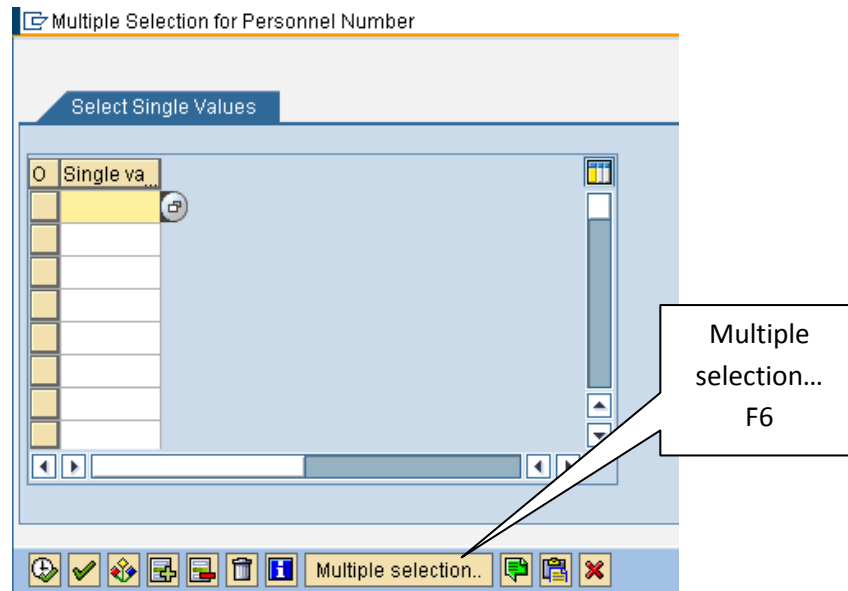 Multiple Selection for Personnel Number
Select Single Values
O Single va...
Multiple
selection...
F6
Multiple selection..